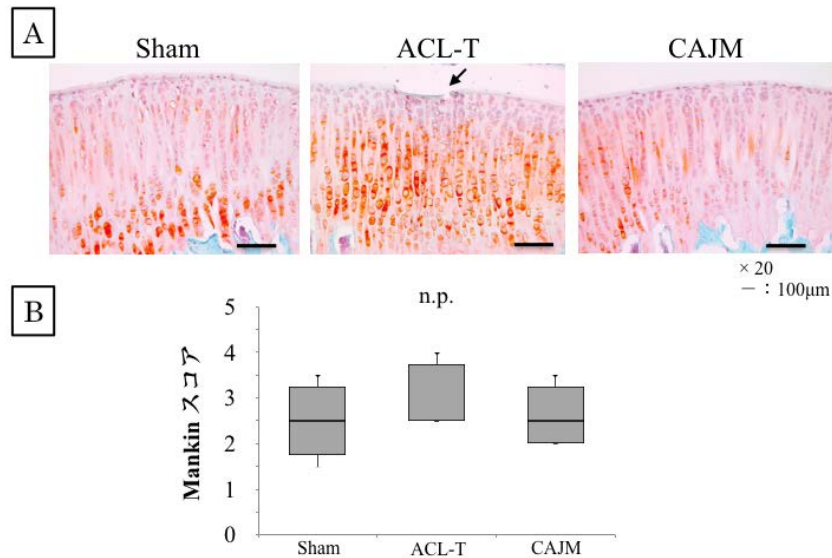 A
Sham ACL-T CAJM
× 20
－：100μm
B
n.p.
Mankin スコア
5
4
3
2
1
0
Sham ACL-T CAJM